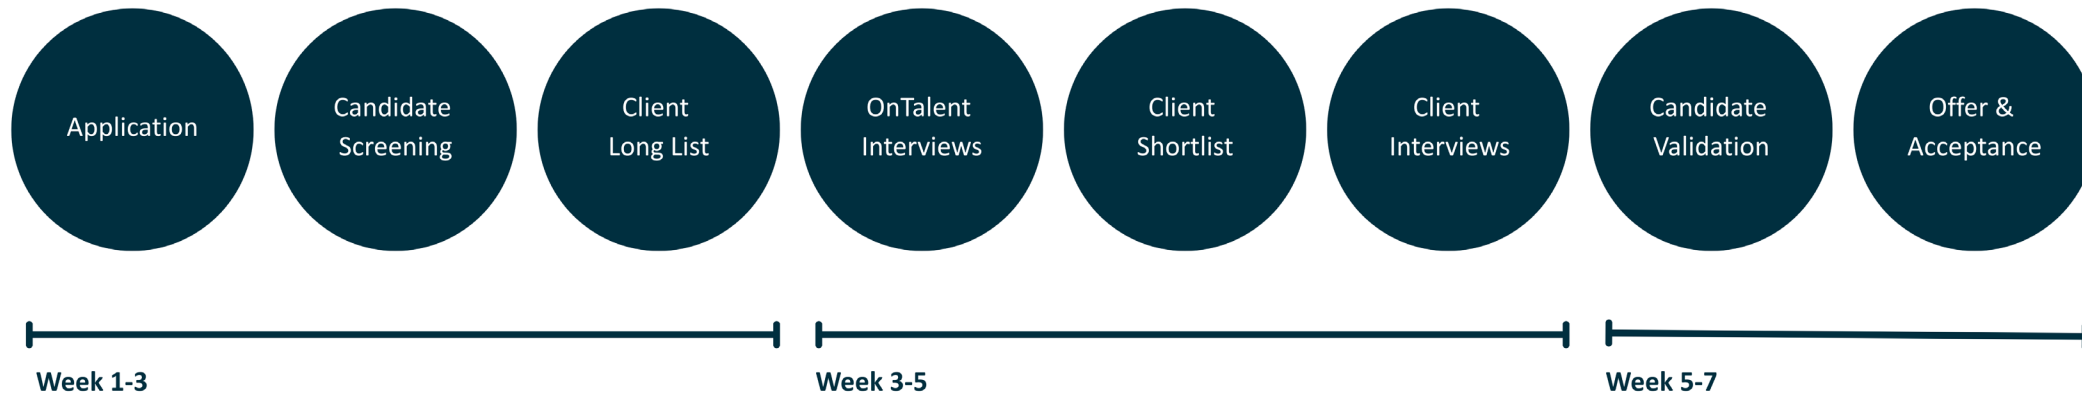 Application
Candidate
Screening
Client
Long List
OnTalent
Interviews
Client
Shortlist
Client
Interviews
Candidate
Validation
Offer &
Acceptance
Week 1-3
Week 3-5
Week 5-7